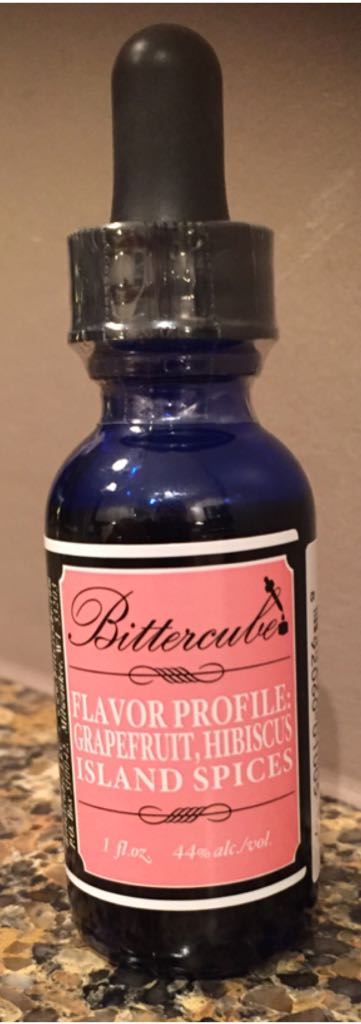 Bittercube
FLAVOR PROFILE:
GRAPEFRUIT, HIBISCUS
ISLAND SPICES
1 fl.oz. 44% alc./vol.